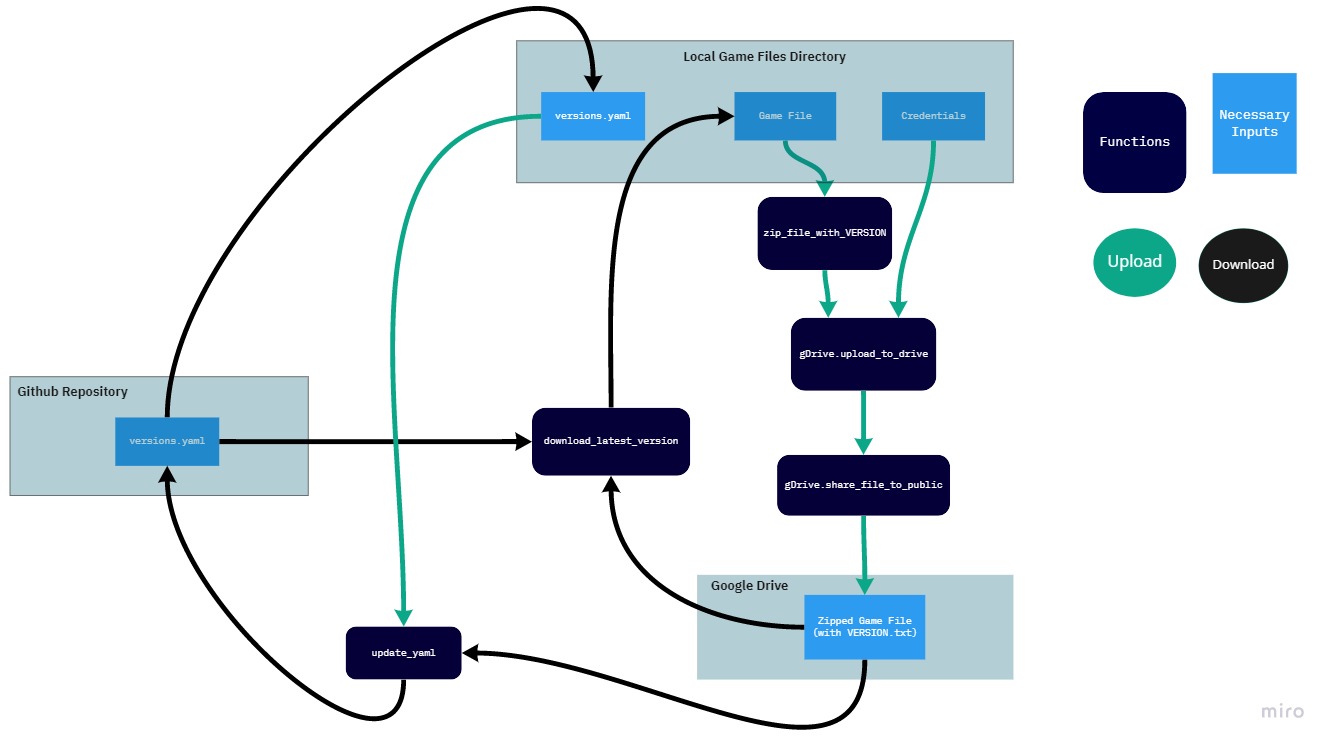 Local Game Files Directory
versions.yaml
Game File
Credentials
Functions
Necessary
Inputs
zip_file_with_VERSION
Upload
Download
gDrive.upload_to_drive
Github Repository
versions.yaml
download_latest_version
gDrive.share_file_to_public
Google Drive
Zipped Game File
(with VERSION.txt)
update_yaml
miro